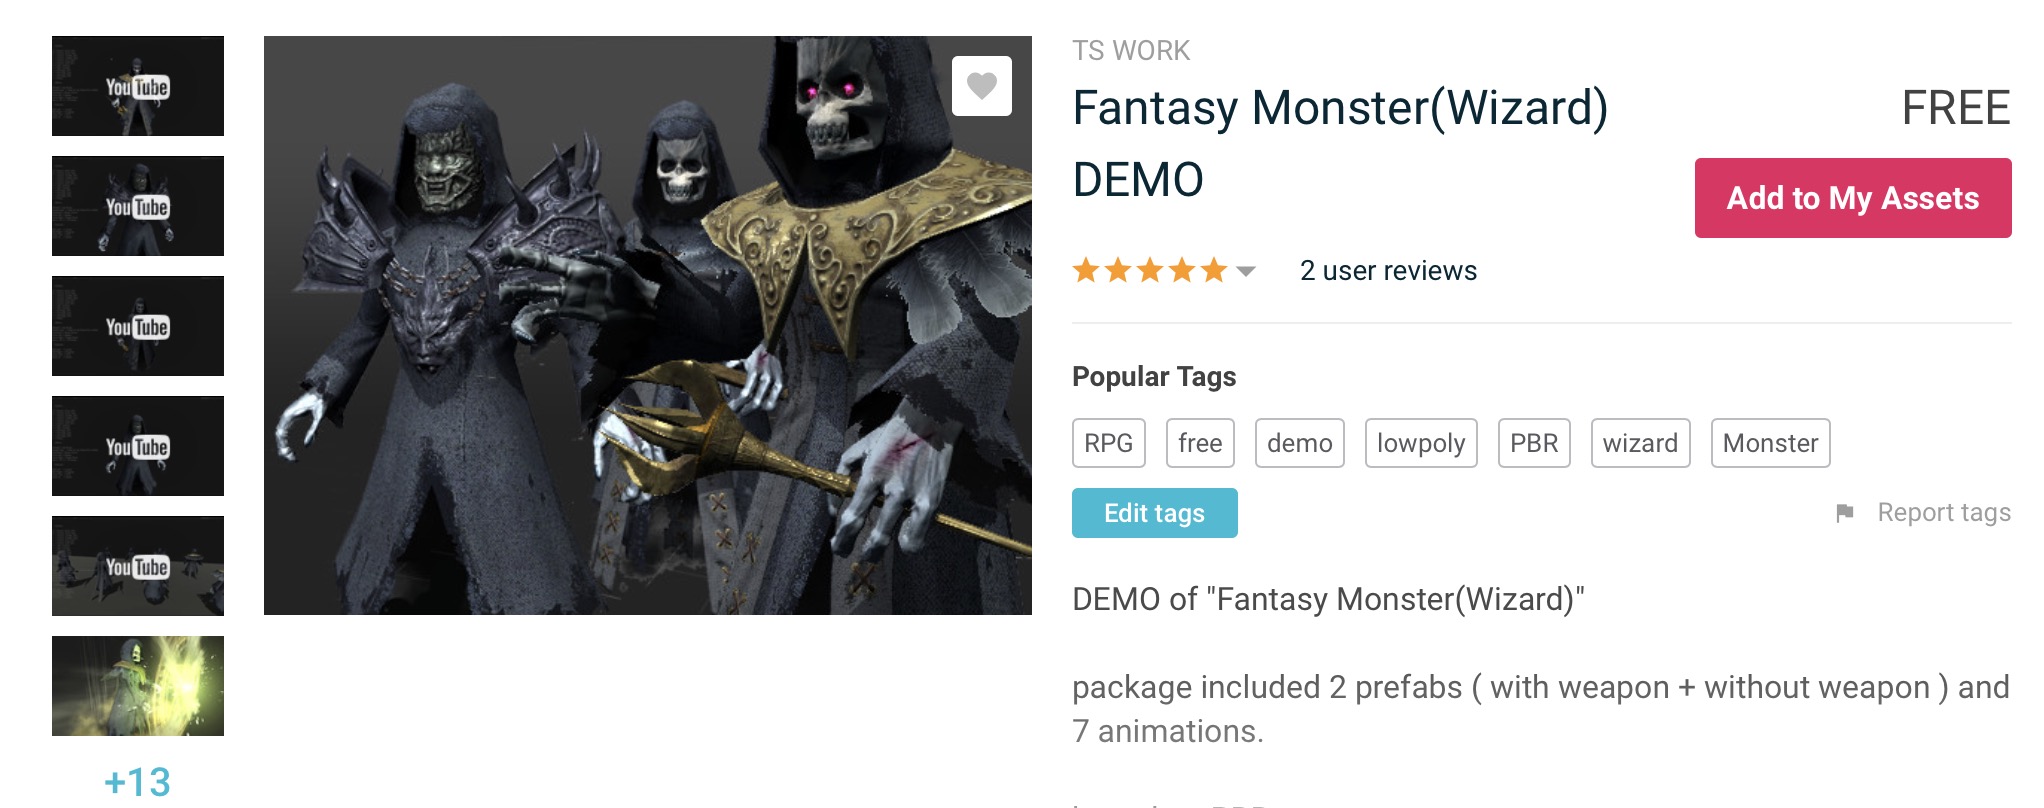 YouTube
YouTube
YouTube
YouTube
YouTube
+13
TS WORK
Fantasy Monster(Wizard)
DEMO
FREE
Add to My Assets
2 user reviews
Popular Tags
RPG free demo lowpoly PBR wizard Monster
Edit tags
Report tags
DEMO of "Fantasy Monster(Wizard)"
package included 2 prefabs ( with weapon + without weapon ) and
7 animations.